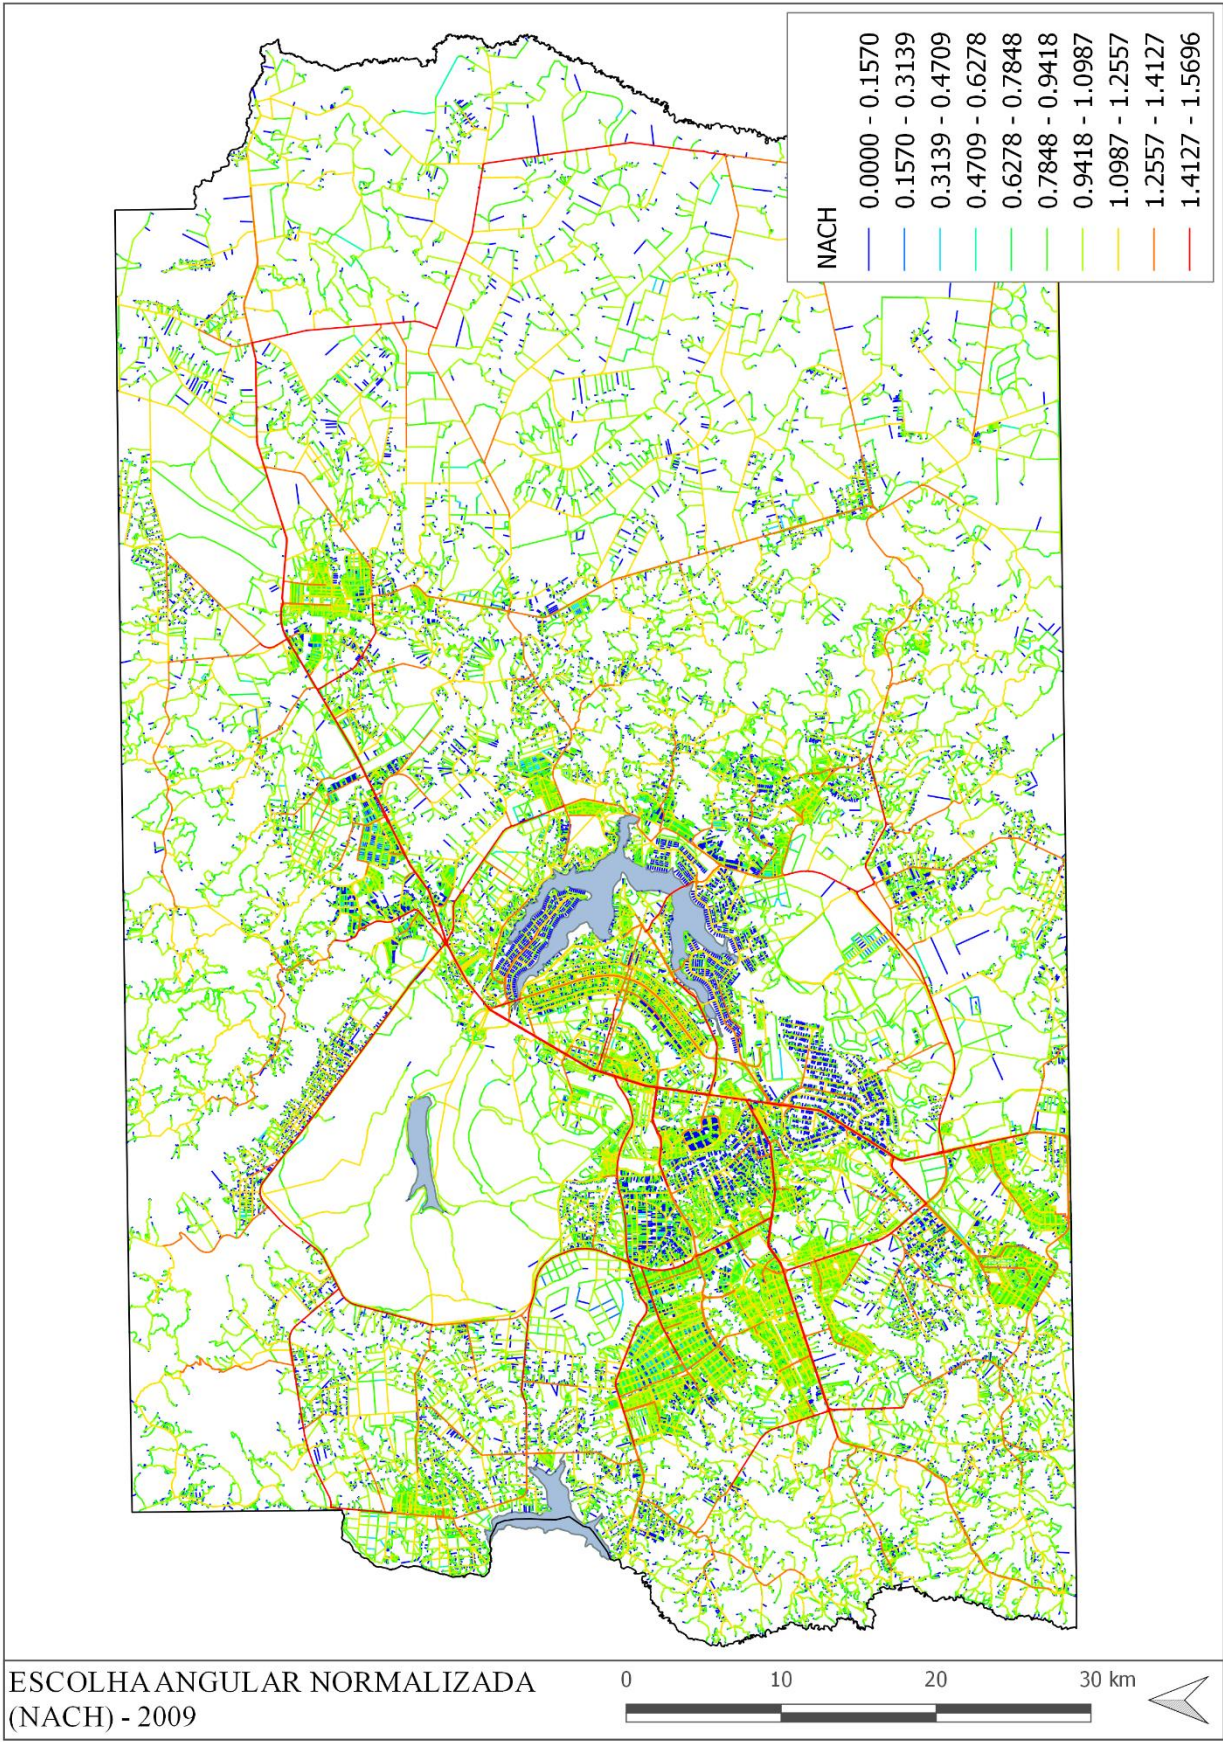 NACH
0.0000 - 0.1570
0.1570 - 0.3139
0.3139 - 0.4709
0.4709 - 0.6278
0.6278 - 0.7848
0.7848 - 0.9418
0.9418 - 1.0987
1.0987 - 1.2557
1.2557 - 1.4127
1.4127 - 1.5696
ESCOLHA ANGULAR NORMALIZADA
(NACH) - 2009
0 10 20 30 km